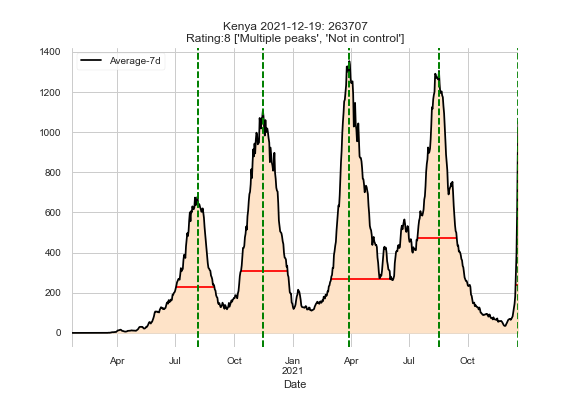 Kenya 2021-12-19: 263707
Rating:8 ['Multiple peaks', 'Not in control']
Average-7d
1400
1200
1000
800
600
400
200
0
Apr Jul Oct Jan Apr Jul Oct
2021
Date